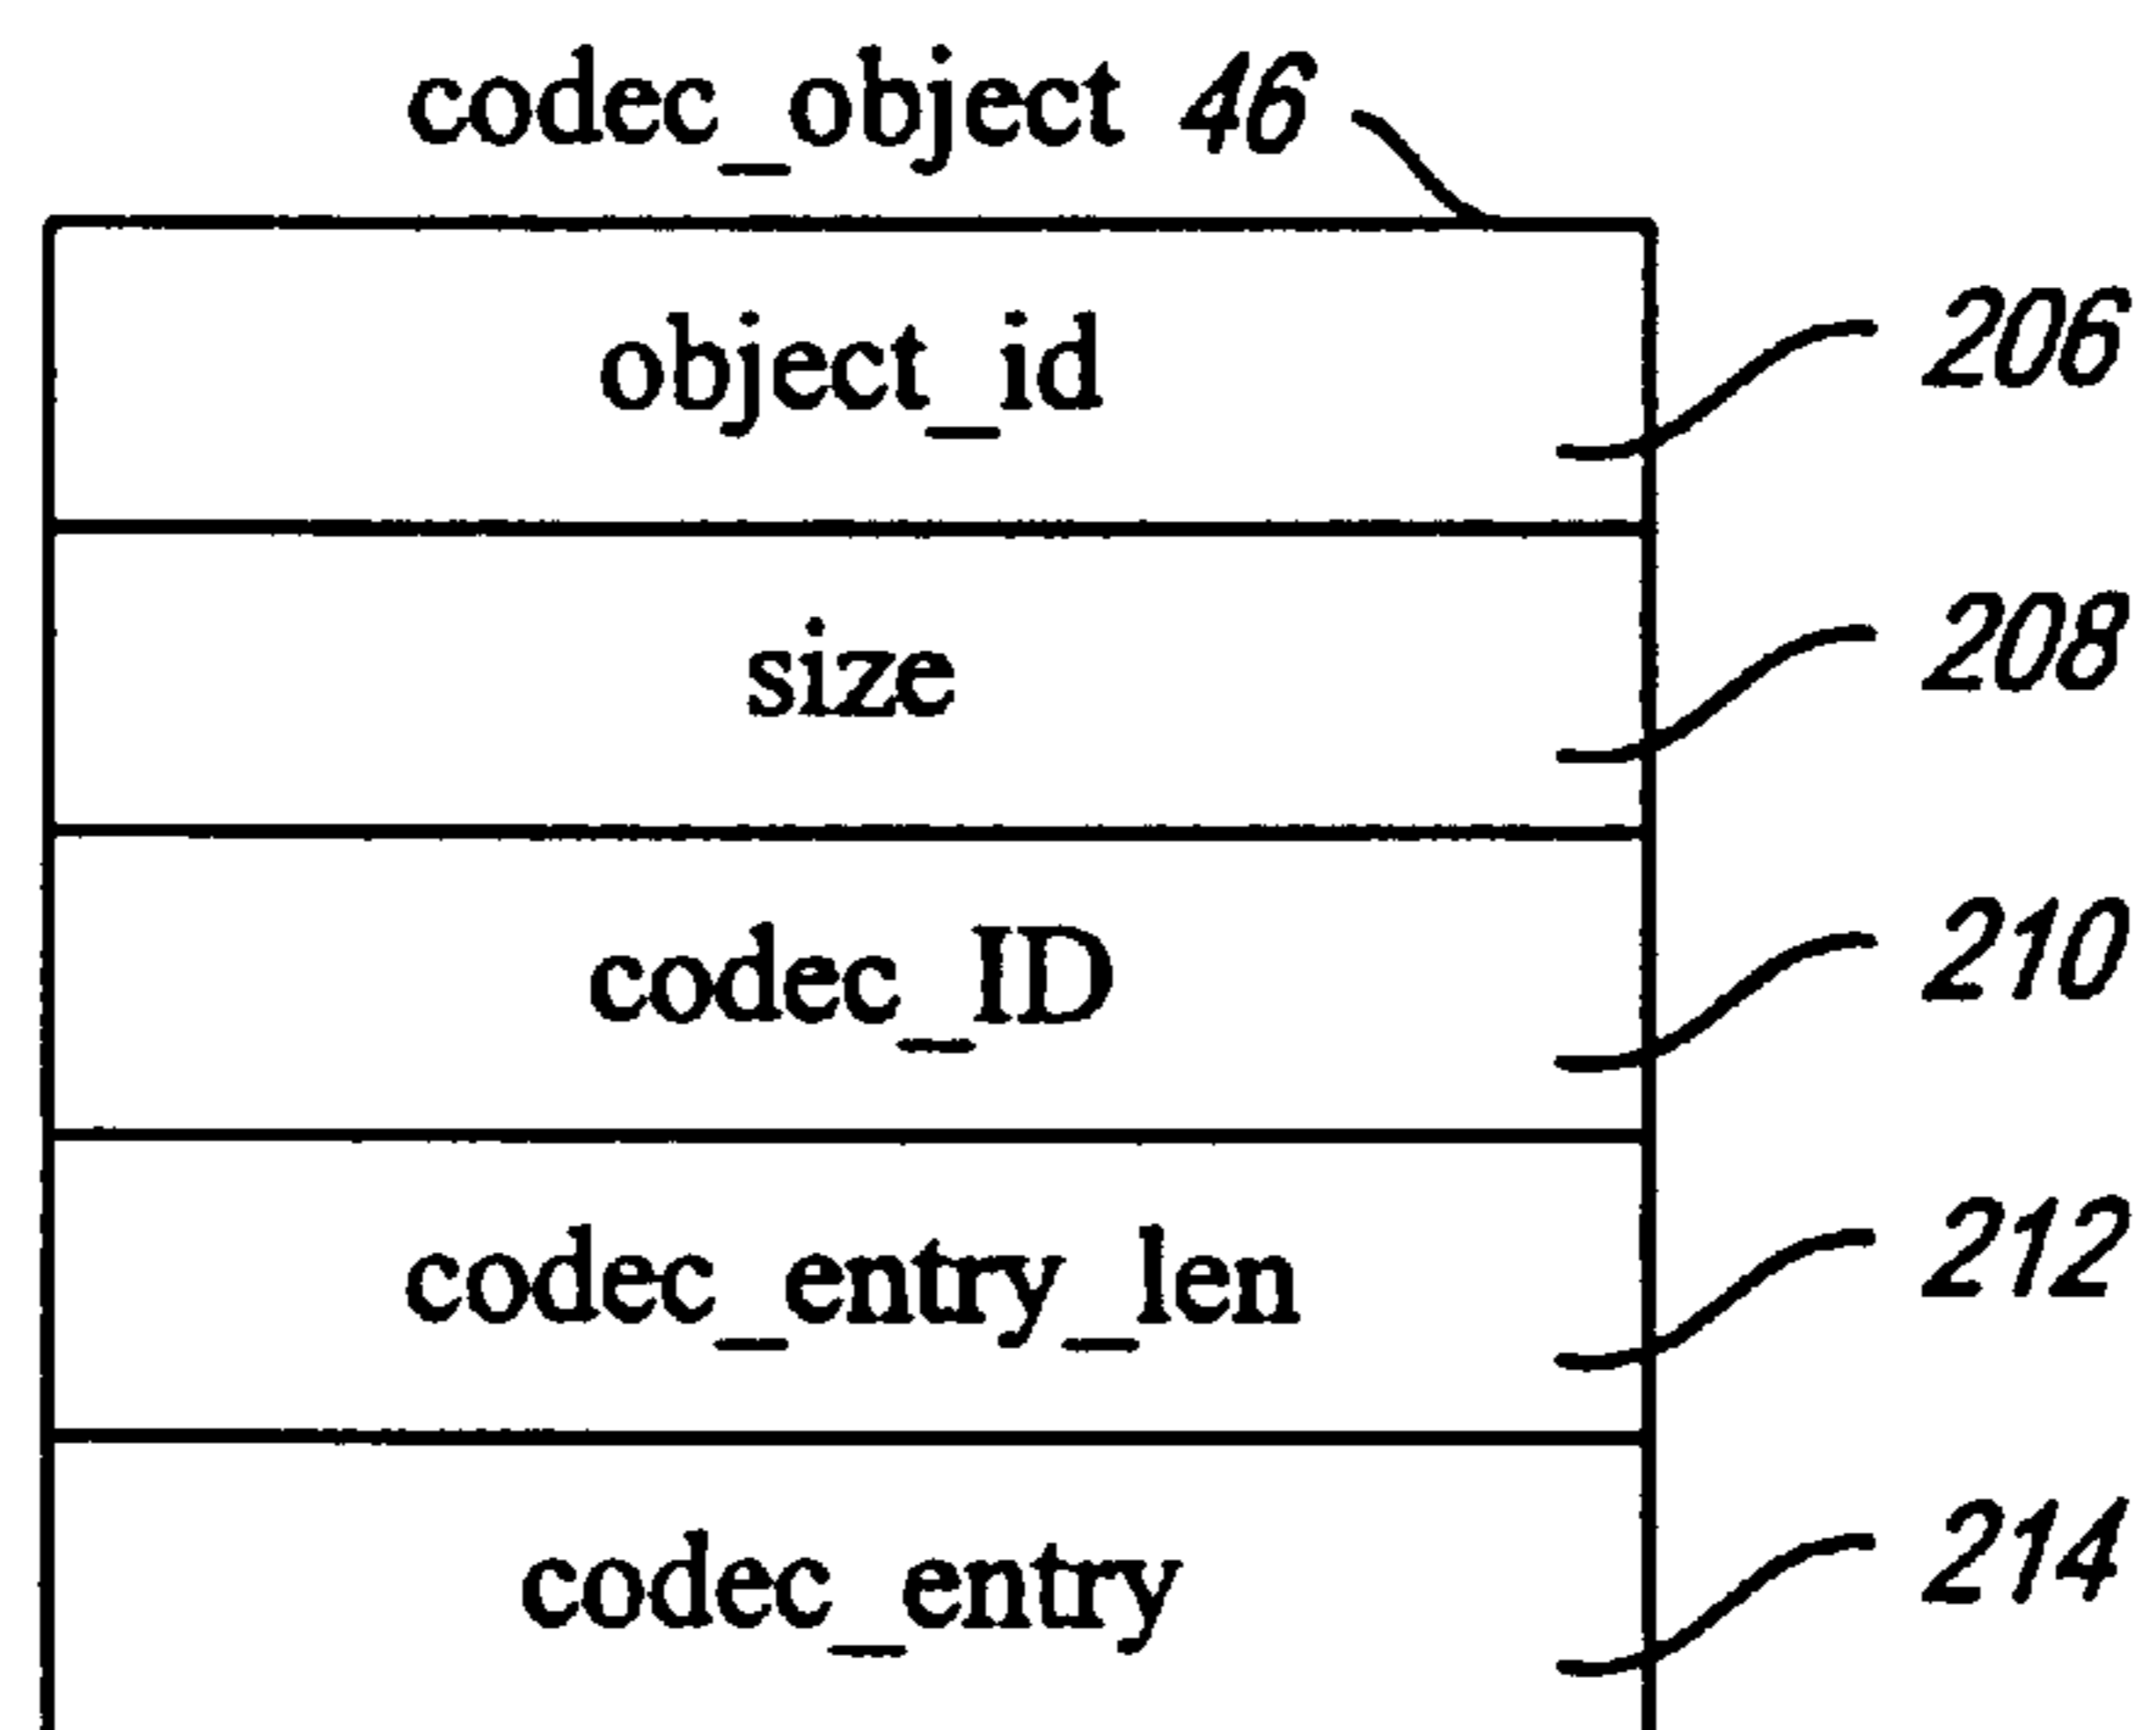 codec_object 46
object_id 206
size 208
codec_ID 210
codec_entry_len 212
codec_entry 214